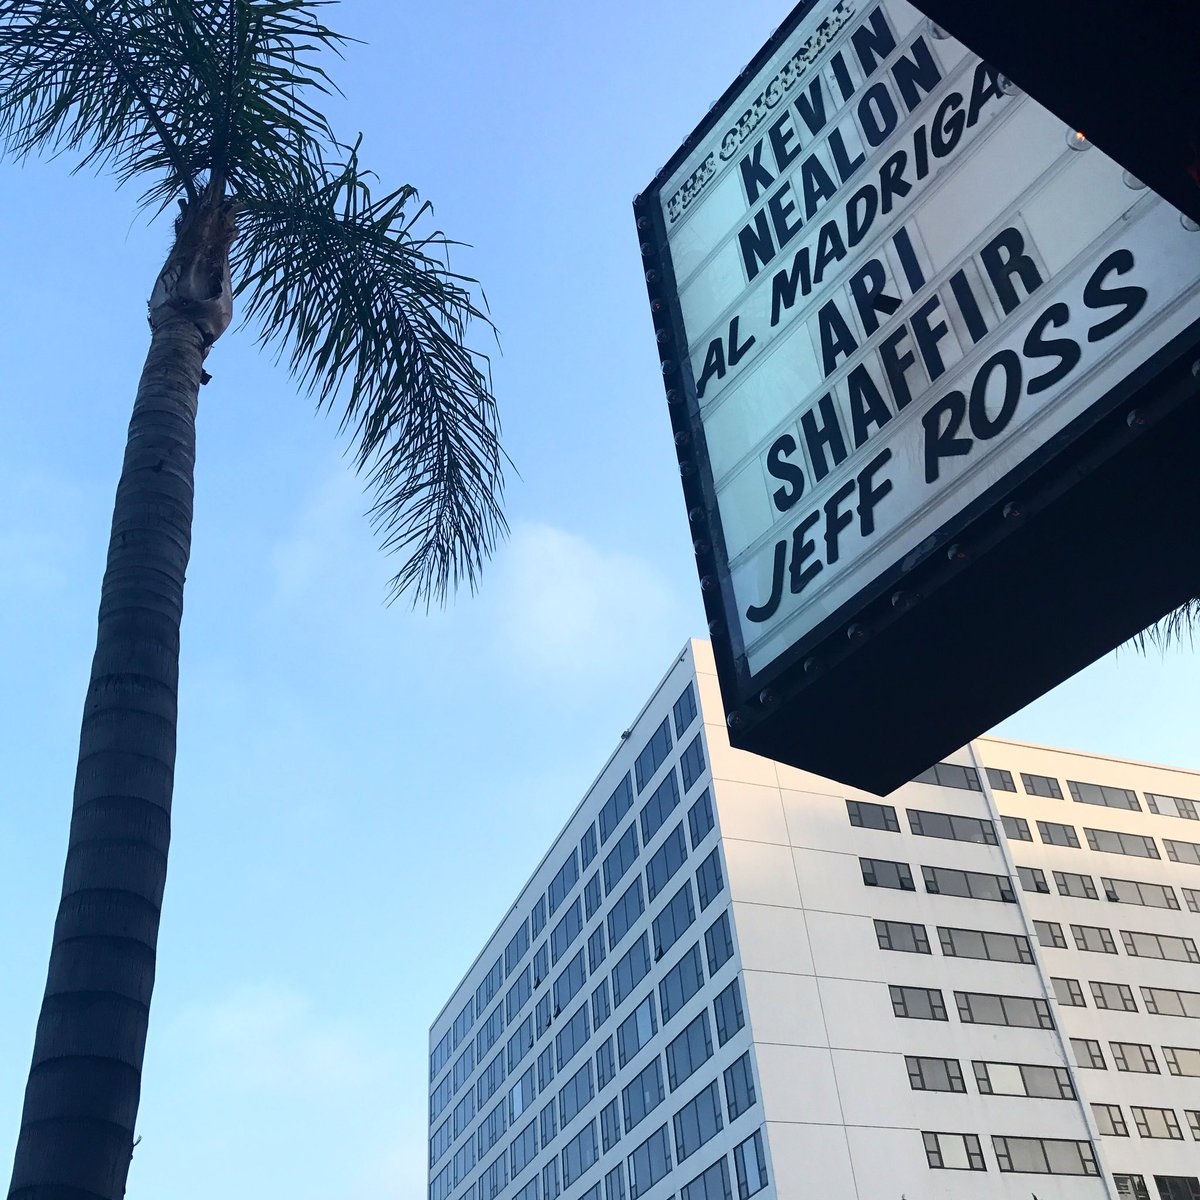 THE ORIGINAL
KEVIN
NEALON
AL MADRIGA
ARI
SHAFFIR
JEFF ROSS